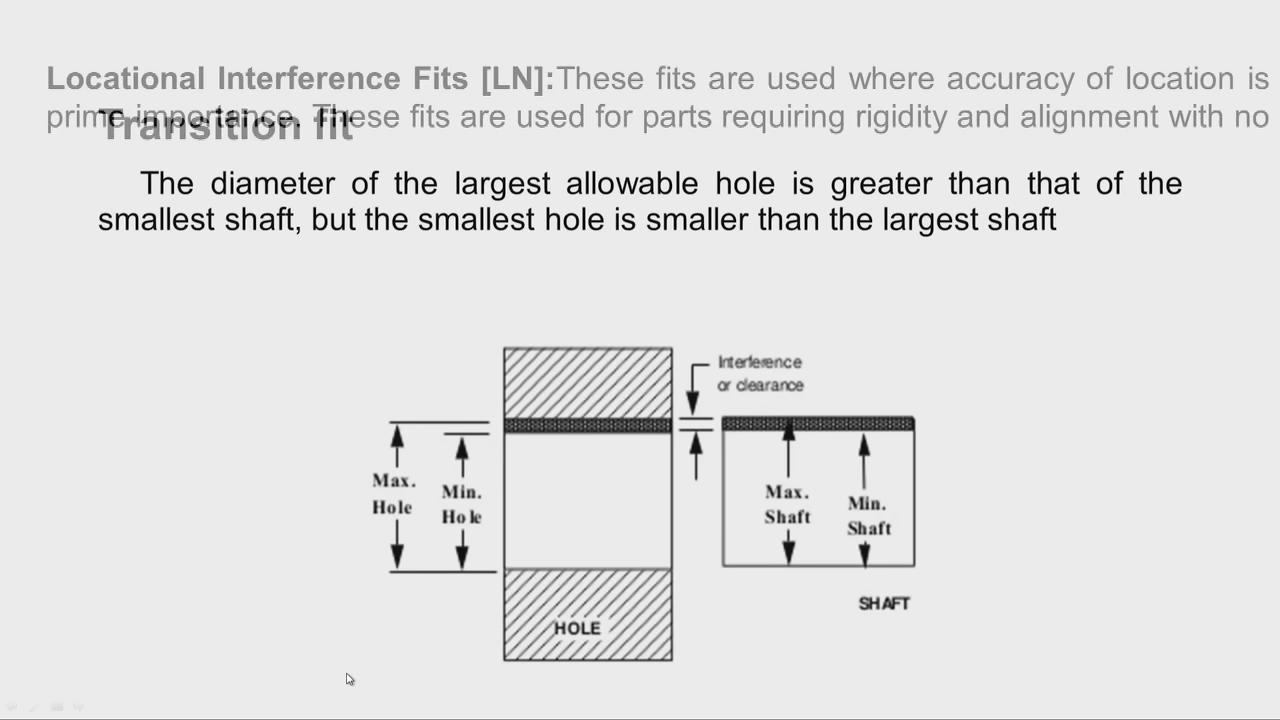 Locational Interference Fits [LN]:These fits are used where accuracy of location is
prime importance. These fits are used for parts requiring rigidity and alignment with no
Transition fit
The diameter of the largest allowable hole is greater than that of the
smallest shaft, but the smallest hole is smaller than the largest shaft
Interference
or clearance
Max.
Hole
Min.
Hole
Max.
Shaft
Min.
Shaft
SHAFT
HOLE